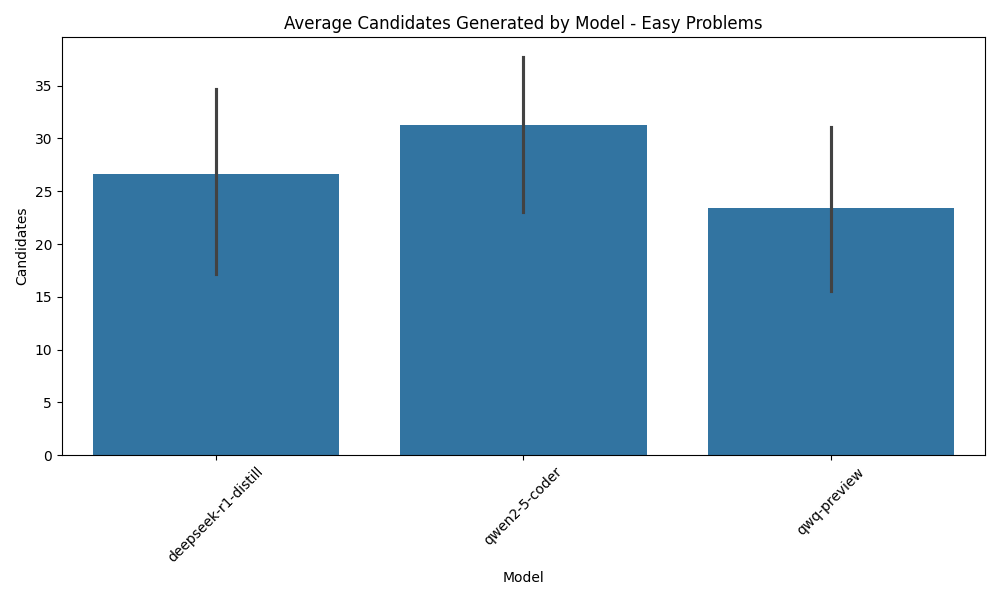 Average Candidates Generated by Model - Easy Problems
35
30
25
20
15
10
5
0
Candidates
deepseek-r1-distill
qwen2-5-coder
qwq-preview
Model